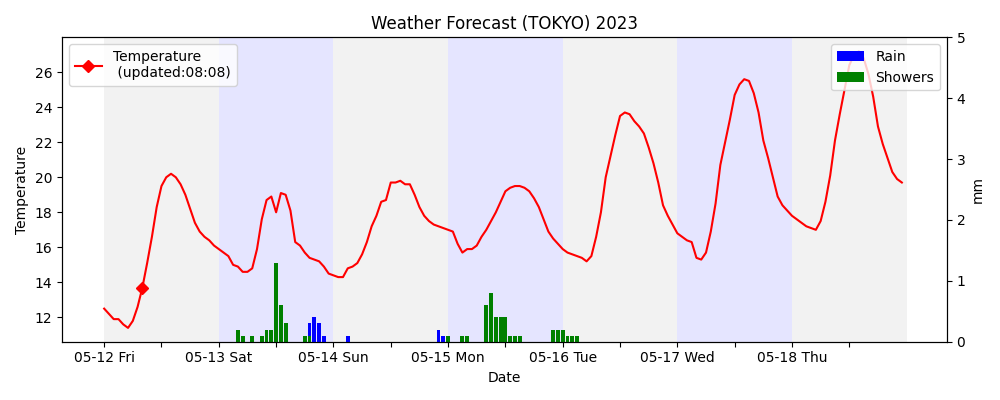 Weather Forecast (TOKYO) 2023
Temperature
(updated:08:08)
Rain
Showers
Temperature
26
24
22
20
18
16
14
12
5
4
3
2
1
0
mm
05-12 Fri
05-13 Sat
05-14 Sun
05-15 Mon
05-16 Tue
05-17 Wed
05-18 Thu
Date